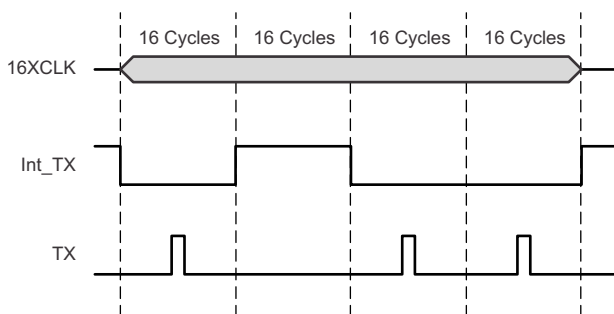 16 Cycles 16 Cycles 16 Cycles 16 Cycles
16XCLK
Int_TX
TX